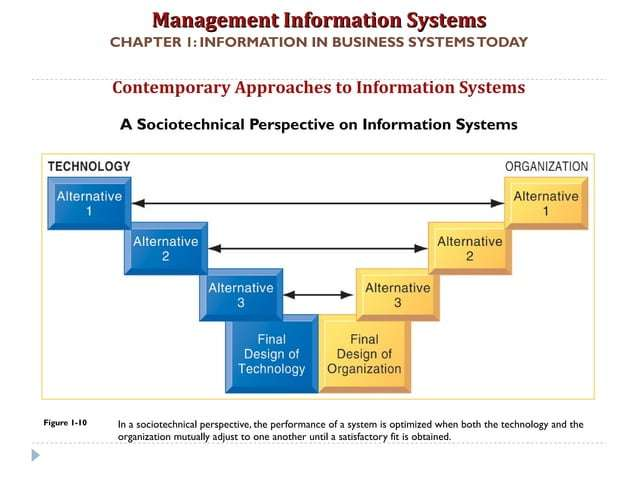 Management Information Systems
CHAPTER 1: INFORMATION IN BUSINESS SYSTEMS TODAY
Contemporary Approaches to Information Systems
A Sociotechnical Perspective on Information Systems
TECHNOLOGY
ORGANIZATION
Alternative
1
Alternative
1
Alternative
2
Alternative
2
Alternative
3
Alternative
3
Final
Design of
Technology
Final
Design of
Organization
Figure 1-10
In a sociotechnical perspective, the performance of a system is optimized when both the technology and the
organization mutually adjust to one another until a satisfactory fit is obtained.